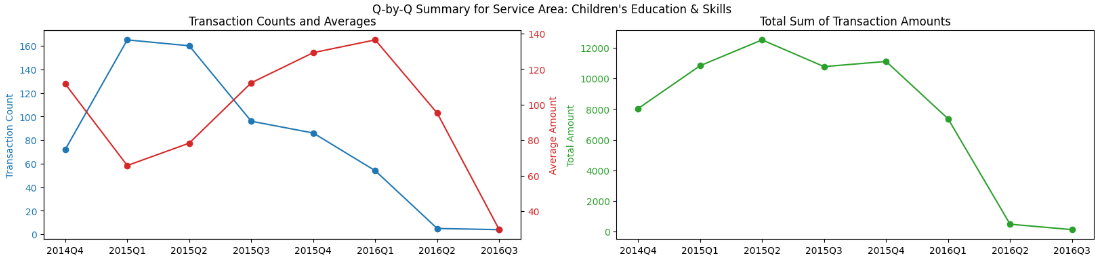 Q-by-Q Summary for Service Area: Children's Education & Skills
Transaction Counts and Averages
Transaction Count
160
140
120
100
80
60
40
20
0
140
120
100
80
60
40
Average Amount
2014Q4 2015Q1 2015Q2 2015Q3 2015Q4 2016Q1 2016Q2 2016Q3
Total Sum of Transaction Amounts
Total Amount
12000
10000
8000
6000
4000
2000
0
2014Q4 2015Q1 2015Q2 2015Q3 2015Q4 2016Q1 2016Q2 2016Q3